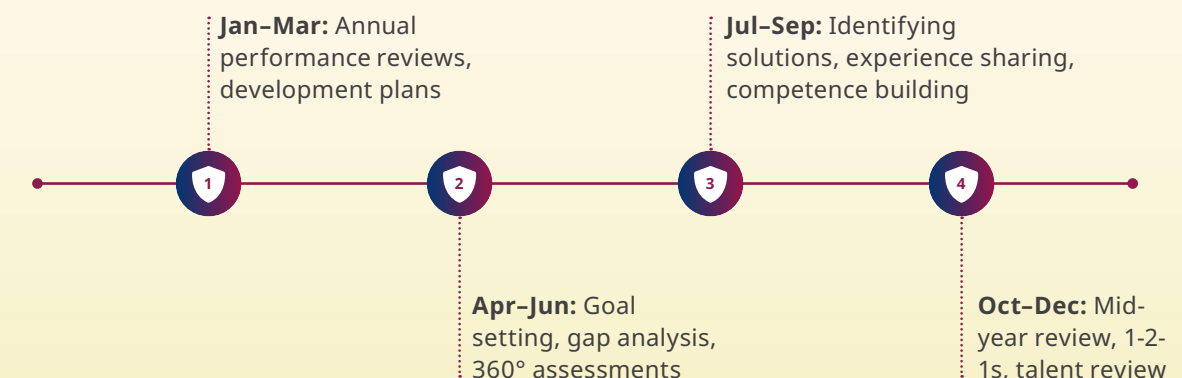 Jan–Mar: Annual
performance reviews,
development plans
Jul–Sep: Identifying
solutions, experience sharing,
competence building
1
2
3
4
Apr–Jun: Goal
setting, gap analysis,
360° assessments
Oct–Dec: Mid-
year review, 1-2-
1s, talent review